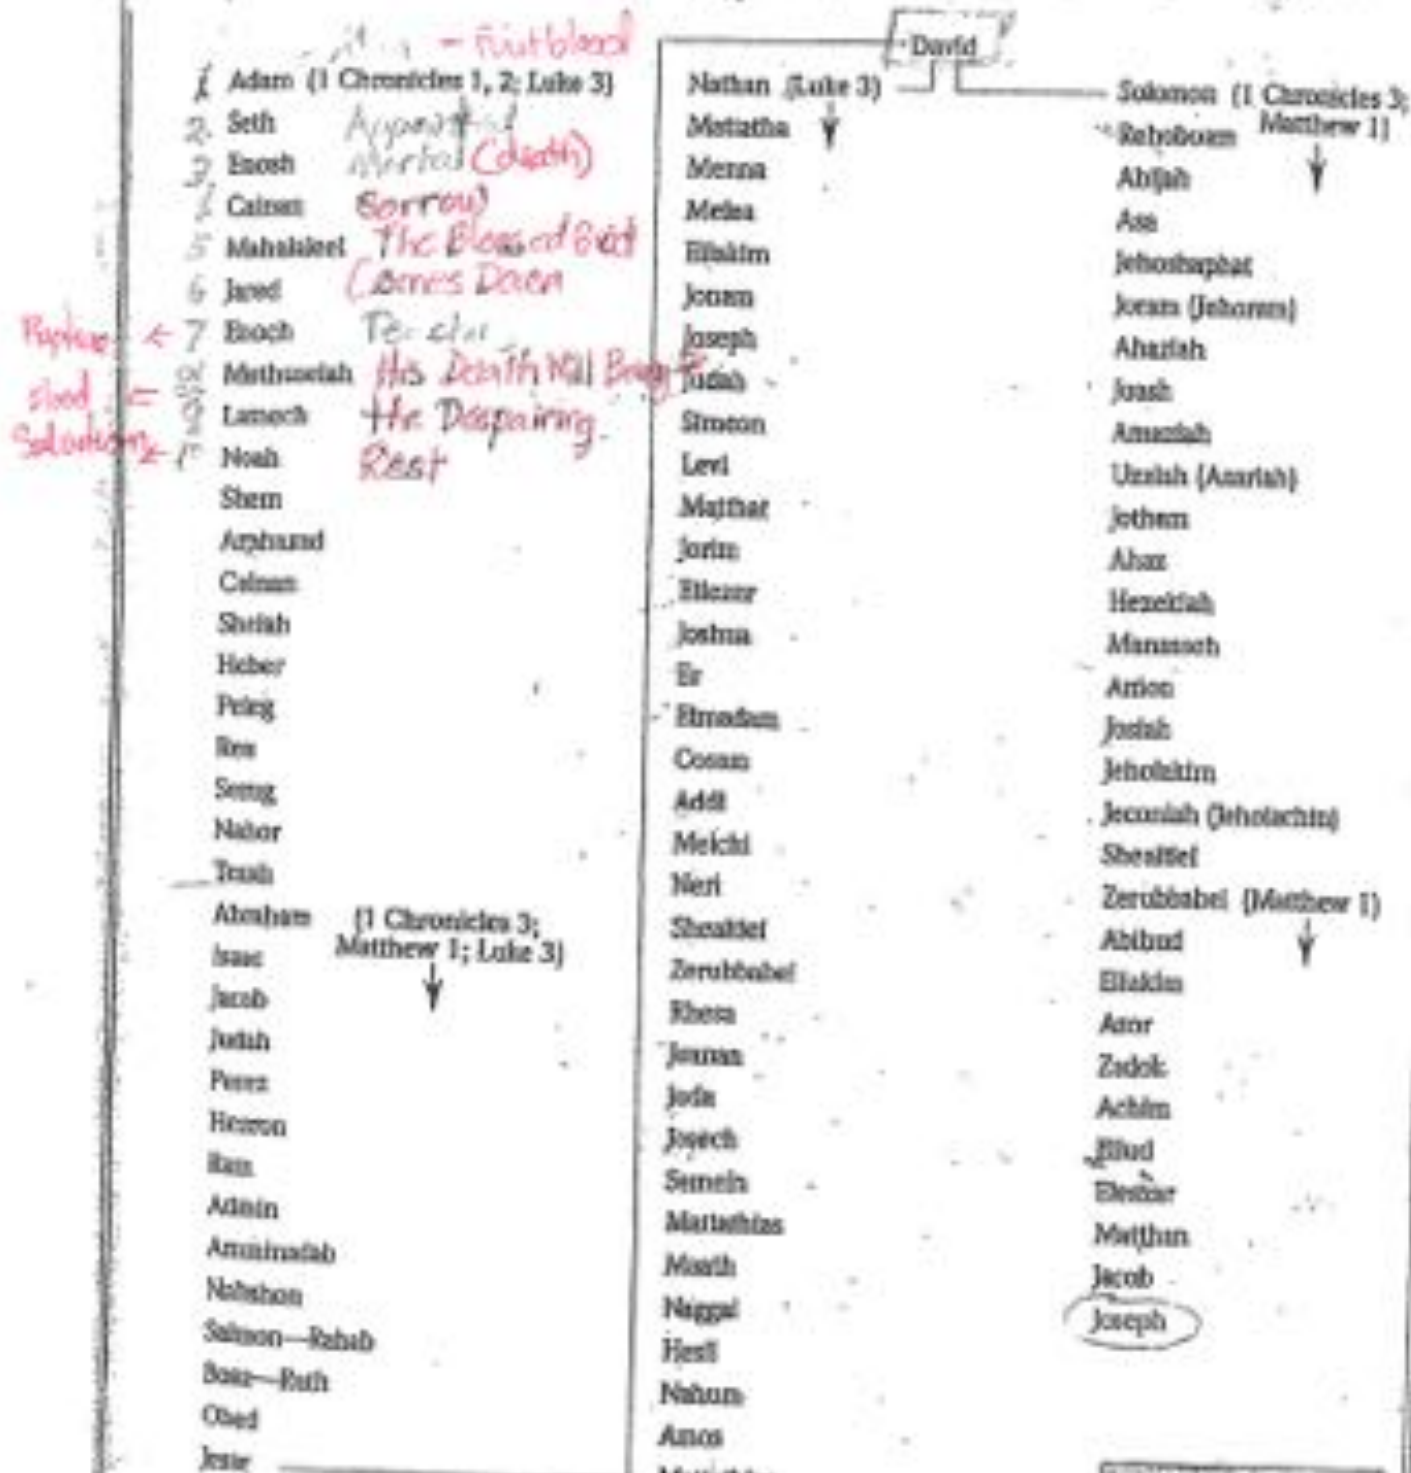 David
Adam (1 Chronicles 1, 2; Luke 3)
1
2 Seth
3 Enosh Mortal (death)
Cainan Sorrow
5 Mahalaleel The Blessed God
6 Jared Comes Down
Rapture ← 7 Enoch
Flood Methuselah His Death Will Bring
Lamech the Despairing
Noah Rest
Shem
Arphaxad
Cainan
Shelah
Heber
Peleg
Reu
Serug
Nahor
Terah
Abraham (1 Chronicles 3;
Matthew 1; Luke 3)
Isaac
Jacob
Judah
Perez
Hezron
Ram
Admin
Amminadab
Nahshon
Salmon—Rahab
Boaz—Ruth
Obed
Jesse
Nathan (Luke 3)
Mattatha
Menna
Melea
Eliakim
Jonam
Joseph
Judah
Simeon
Levi
Matthat
Jorim
Eliezer
Joshua
Er
Elmadam
Cosam
Addi
Melchi
Neri
Shealtiel
Zerubbabel
Rhesa
Joanan
Joda
Josech
Semein
Mattathias
Maath
Naggai
Hesli
Nahum
Amos
Solomon (1 Chronicles 3;
Matthew 1)
Rehoboam
Abijah
Asa
Jehoshaphat
Joram (Jehoram)
Ahaziah
Joash
Amaziah
Uzziah (Azariah)
Jotham
Ahaz
Hezekiah
Manasseh
Amon
Josiah
Jehoiakim
Jeconiah (Jehoiachin)
Shealtiel
Zerubbabel (Matthew 1)
Abihud
Eliakim
Azor
Zadok
Achim
Eliud
Eleazar
Matthan
Jacob
Joseph